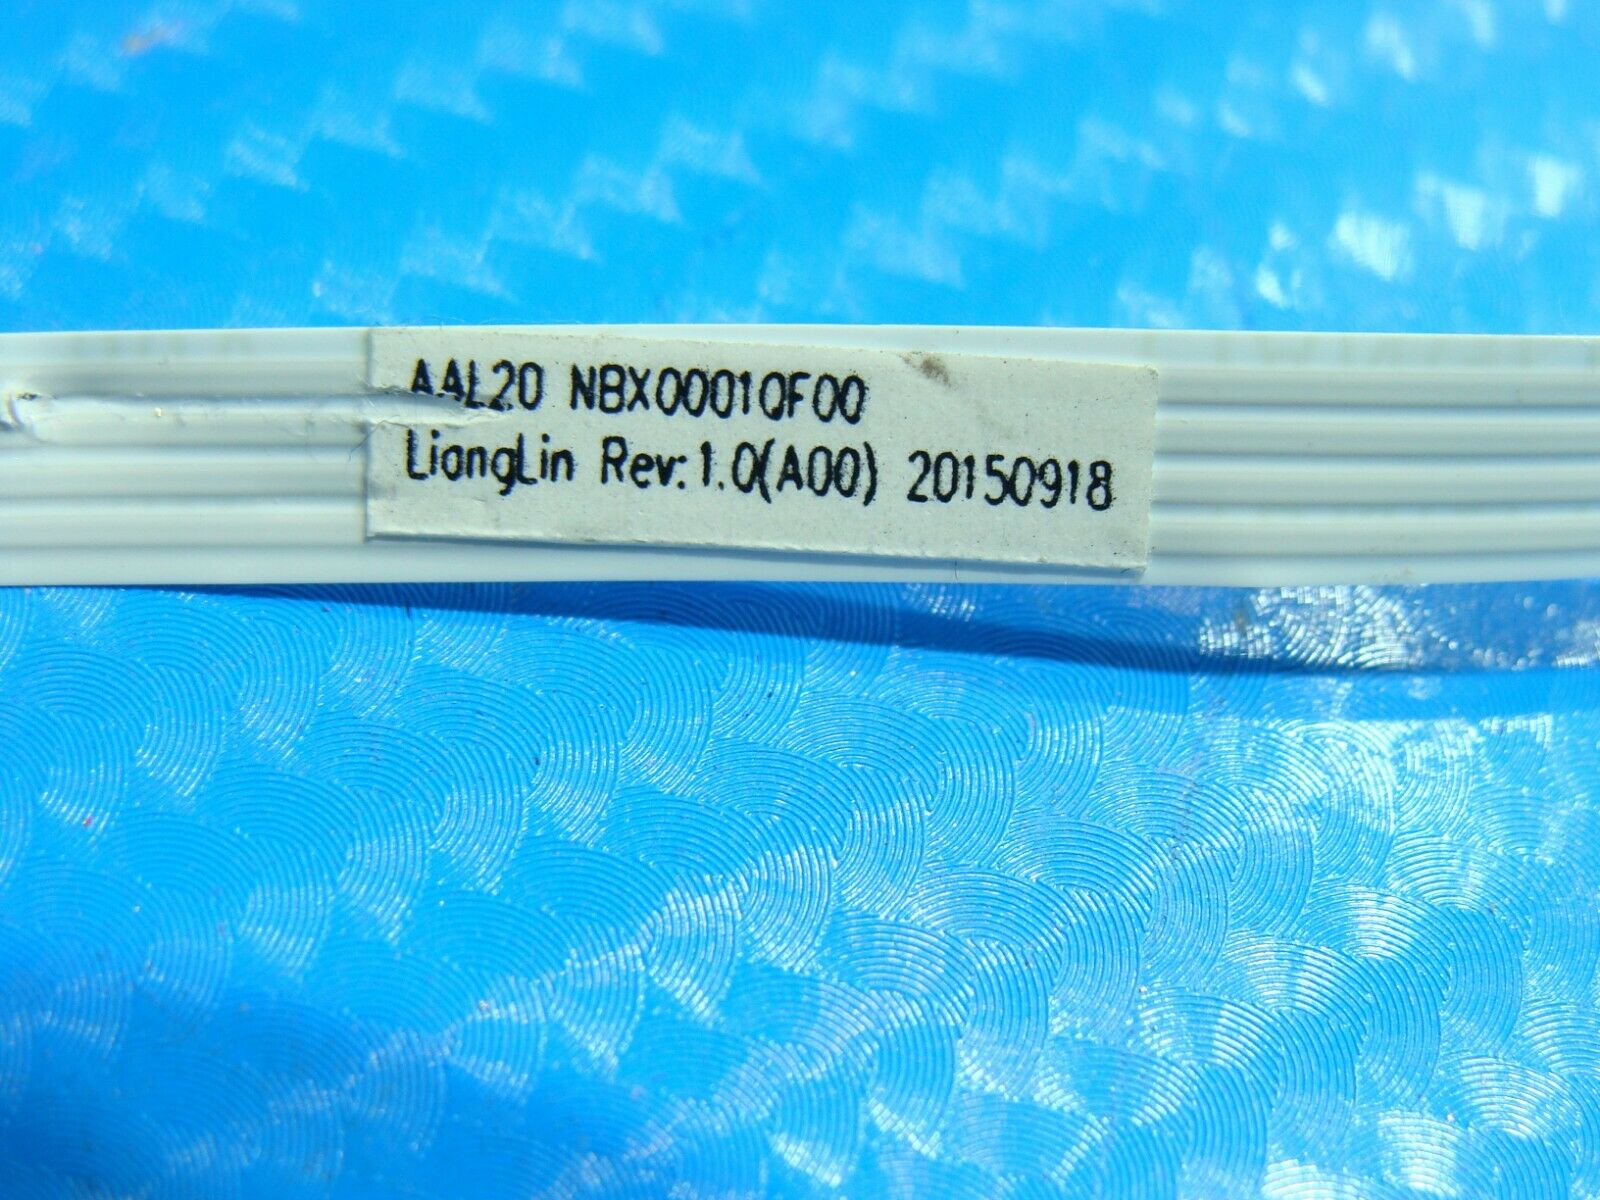 AAL20 NBX00010F00
LiangLin Rev:1.0(A00) 20150918